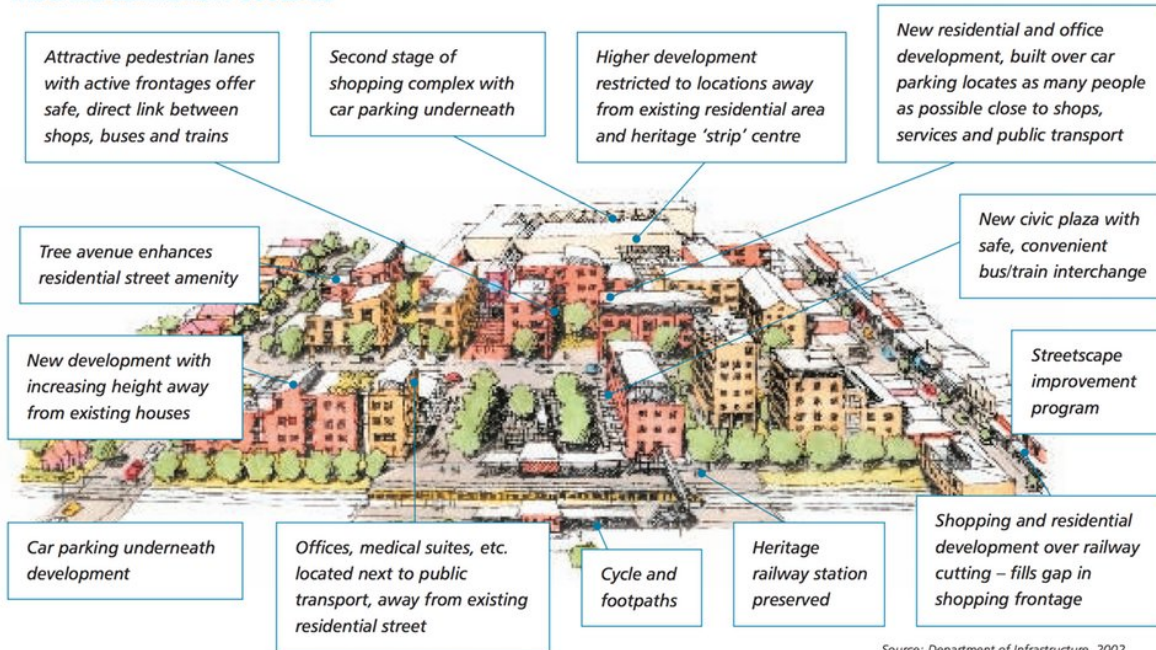 Attractive pedestrian lanes
with active frontages offer
safe, direct link between
shops, buses and trains
Second stage of
shopping complex with
car parking underneath
Higher development
restricted to locations away
from existing residential area
and heritage ‘strip’ centre
New residential and office
development, built over car
parking locates as many people
as possible close to shops,
services and public transport
Tree avenue enhances
residential street amenity
New civic plaza with
safe, convenient
bus/train interchange
New development with
increasing height away
from existing houses
Streetscape
improvement
program
Car parking underneath
development
Offices, medical suites, etc.
located next to public
transport, away from existing
residential street
Cycle and
footpaths
Heritage
railway station
preserved
Shopping and residential
development over railway
cutting – fills gap in
shopping frontage
Source: Department of Infrastructure, 2002